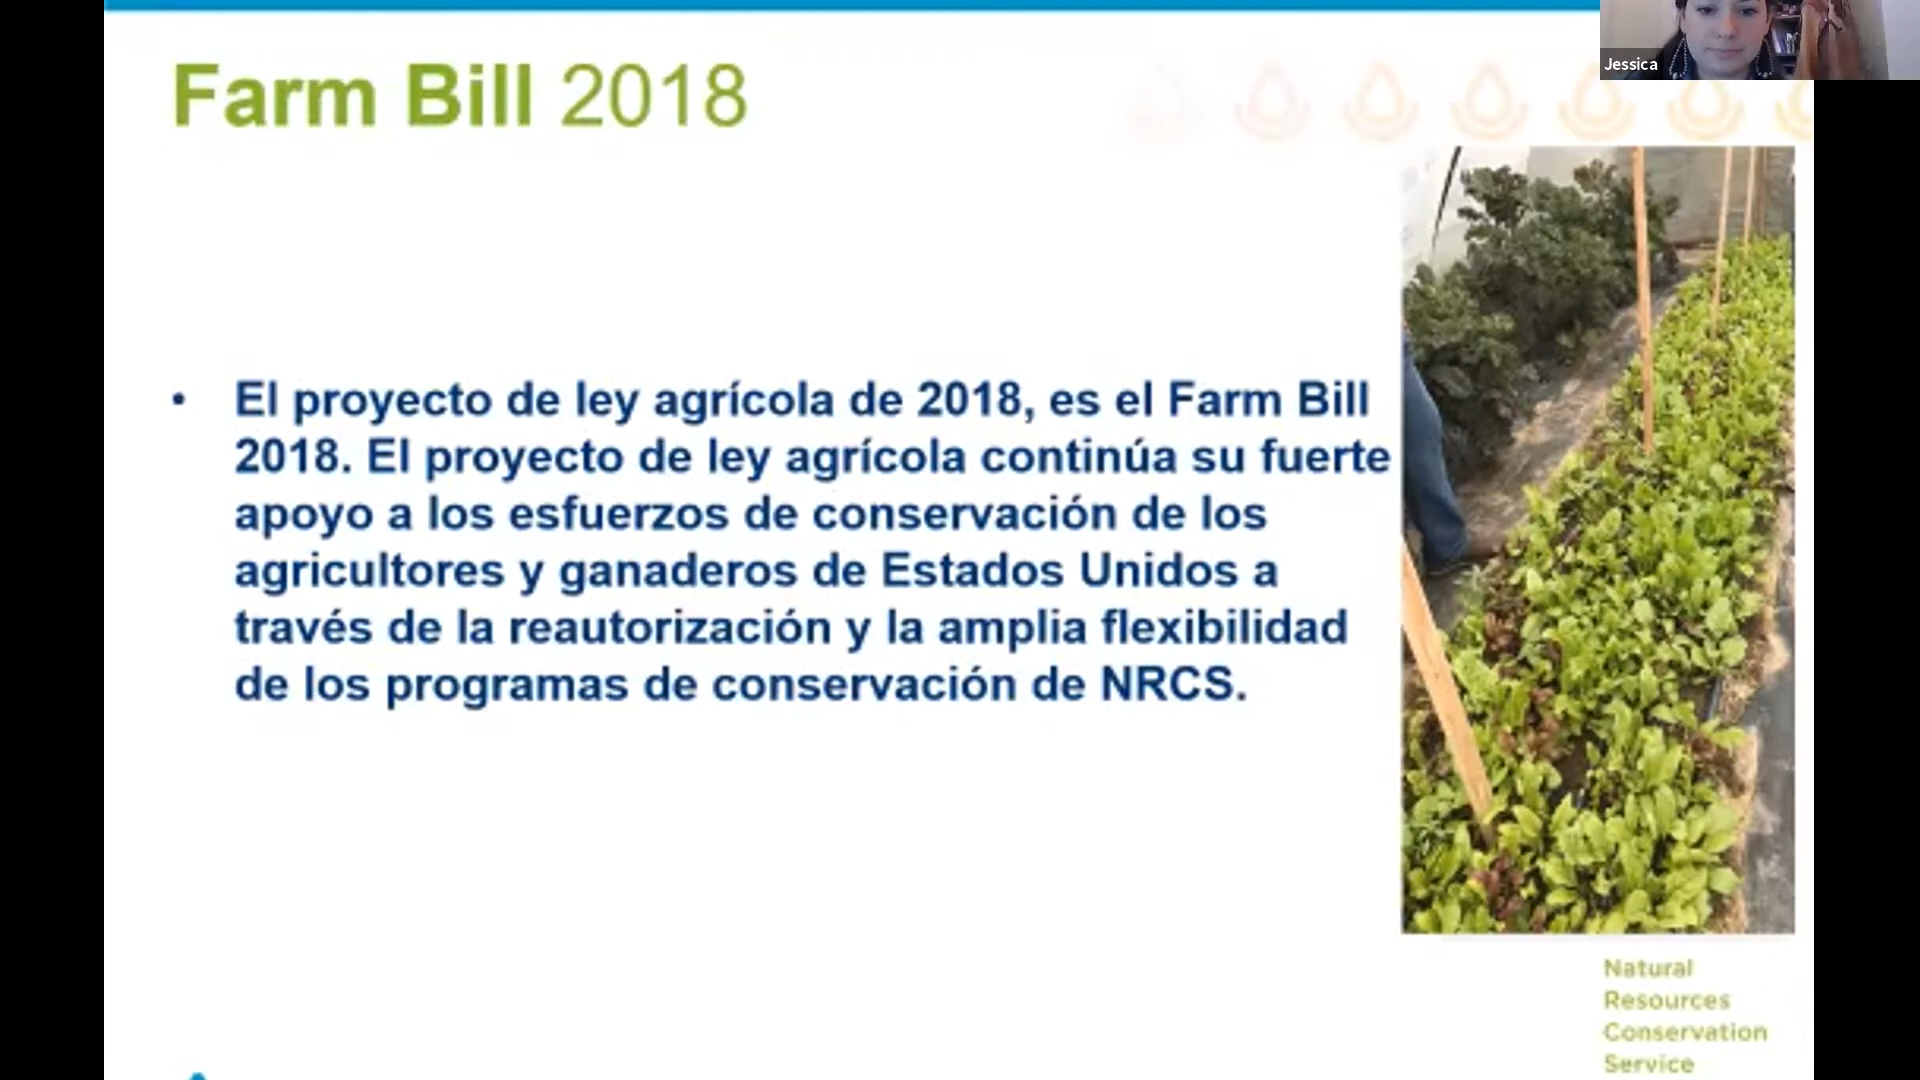 Jessica
Farm Bill 2018
• El proyecto de ley agrícola de 2018, es el Farm Bill
2018. El proyecto de ley agrícola continúa su fuerte
apoyo a los esfuerzos de conservación de los
agricultores y ganaderos de Estados Unidos a
través de la reautorización y la amplia flexibilidad
de los programas de conservación de NRCS.
Natural
Resources
Conservation
Service